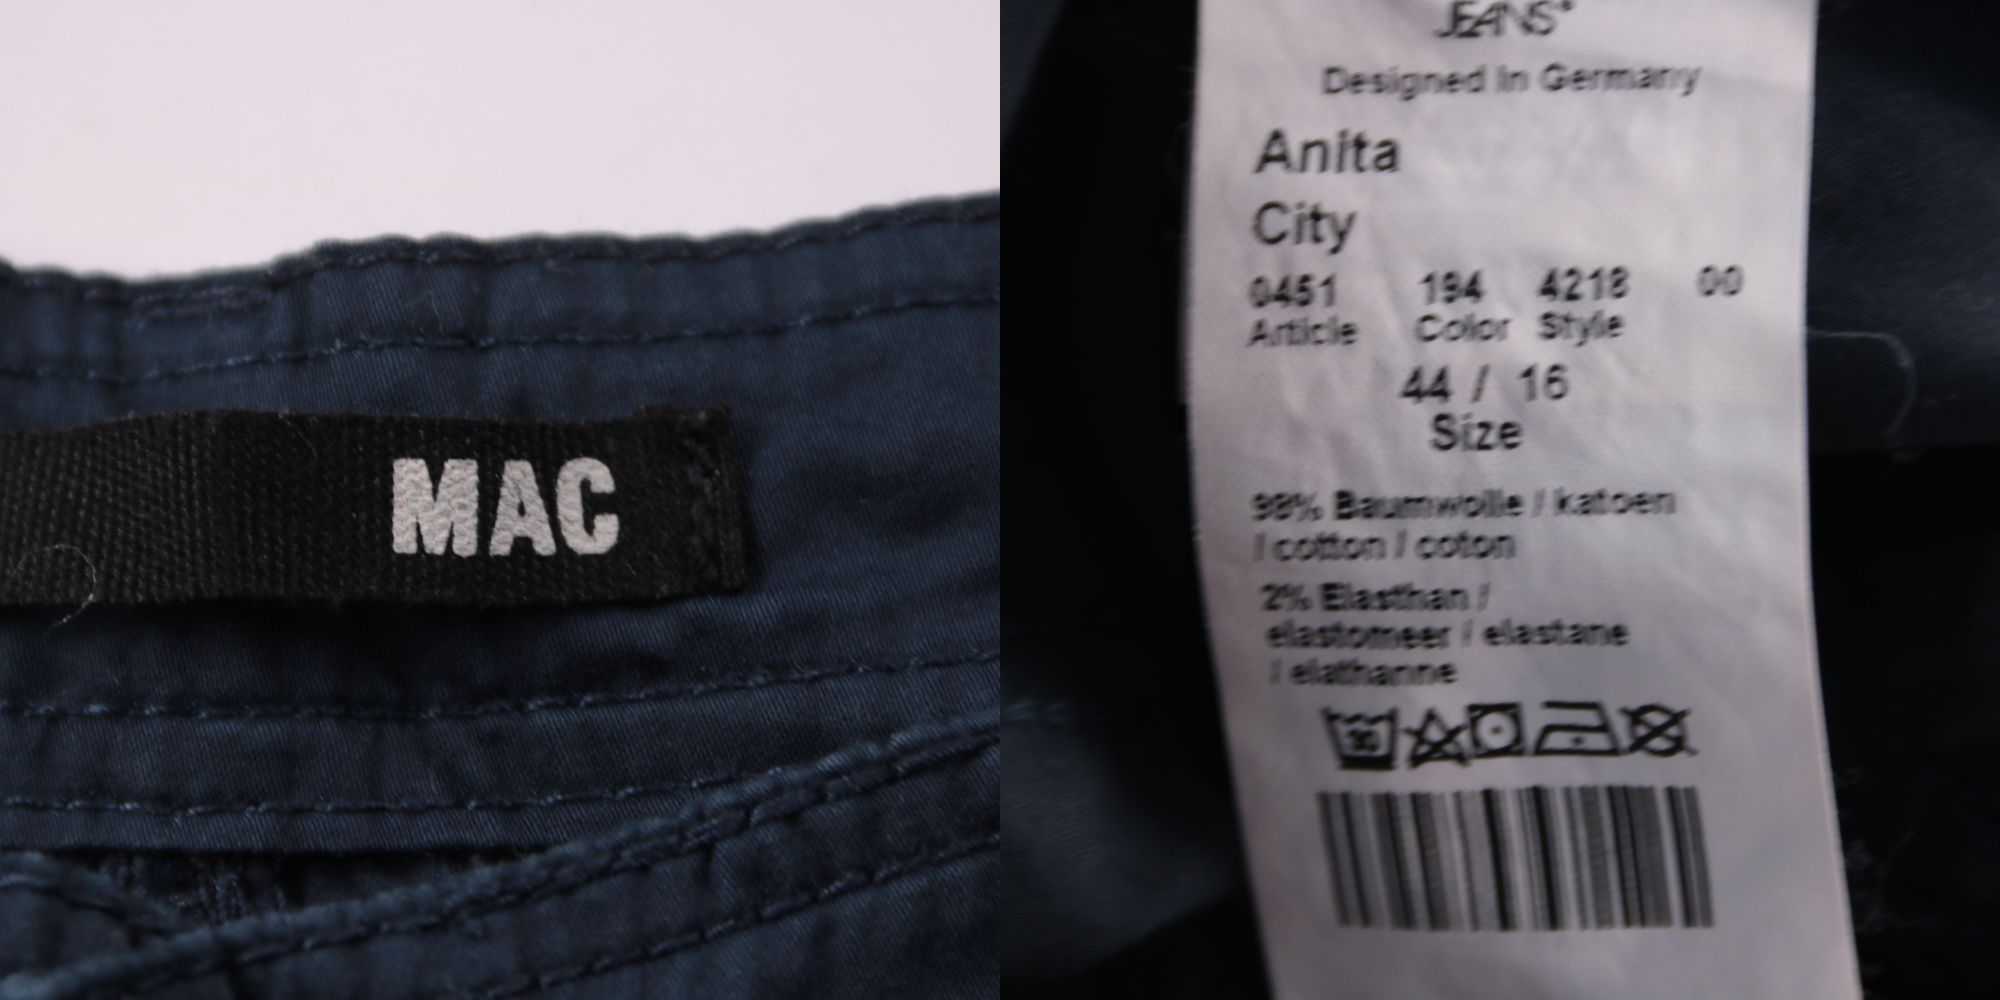 MAC
JEANS®
Designed In Germany
Anita
City
0451 194 4218 00
Article Color Style
44 / 16
Size
98% Baumwolle / katoen
/ cotton / coton
2% Elasthan /
elastomeer / elastane
/ elathanne
30